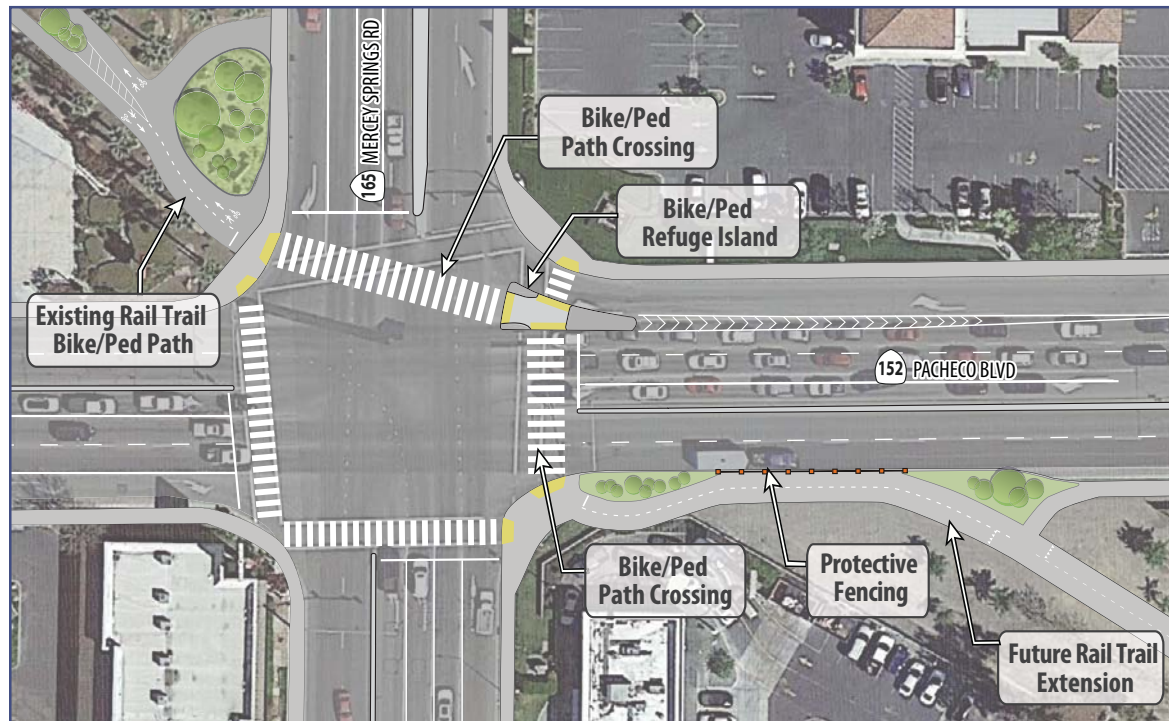 165 MERCEY SPRINGS RD
Bike/Ped
Path Crossing
Bike/Ped
Refuge Island
Existing Rail Trail
Bike/Ped Path
152 PACHECO BLVD
Bike/Ped
Path Crossing
Protective
Fencing
Future Rail Trail
Extension